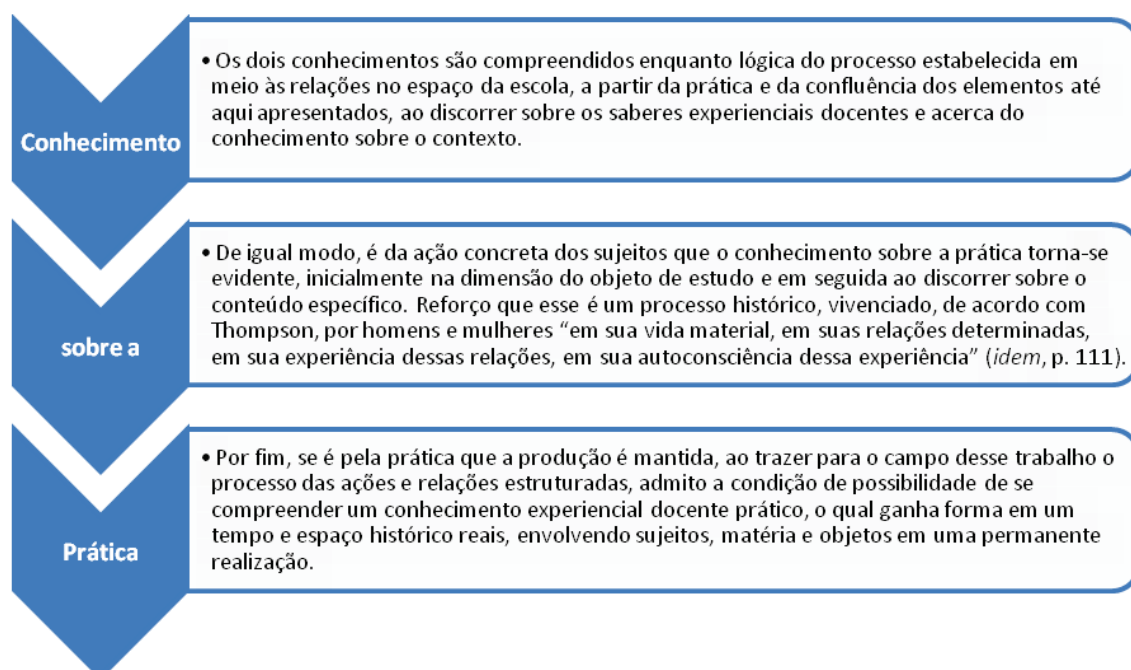 • Os dois conhecimentos são compreendidos enquanto lógica do processo estabelecida em
meio às relações no espaço da escola, a partir da prática e da confluência dos elementos até
aqui apresentados, ao discorrer sobre os saberes experienciais docentes e acerca do
conhecimento sobre o contexto.
Conhecimento
• De igual modo, é da ação concreta dos sujeitos que o conhecimento sobre a prática torna-se
evidente, inicialmente na dimensão do objeto de estudo e em seguida ao discorrer sobre o
conteúdo específico. Reforço que esse é um processo histórico, vivenciado, de acordo com
Thompson, por homens e mulheres “em sua vida material, em suas relações determinadas,
em sua experiência dessas relações, em sua autoconsciência dessa experiência” (idem, p. 111).
sobre a
• Por fim, se é pela prática que a produção é mantida, ao trazer para o campo desse trabalho o
processo das ações e relações estruturadas, admito a condição de possibilidade de se
compreender um conhecimento experiencial docente prático, o qual ganha forma em um
tempo e espaço histórico reais, envolvendo sujeitos, matéria e objetos em uma permanente
realização.
Prática